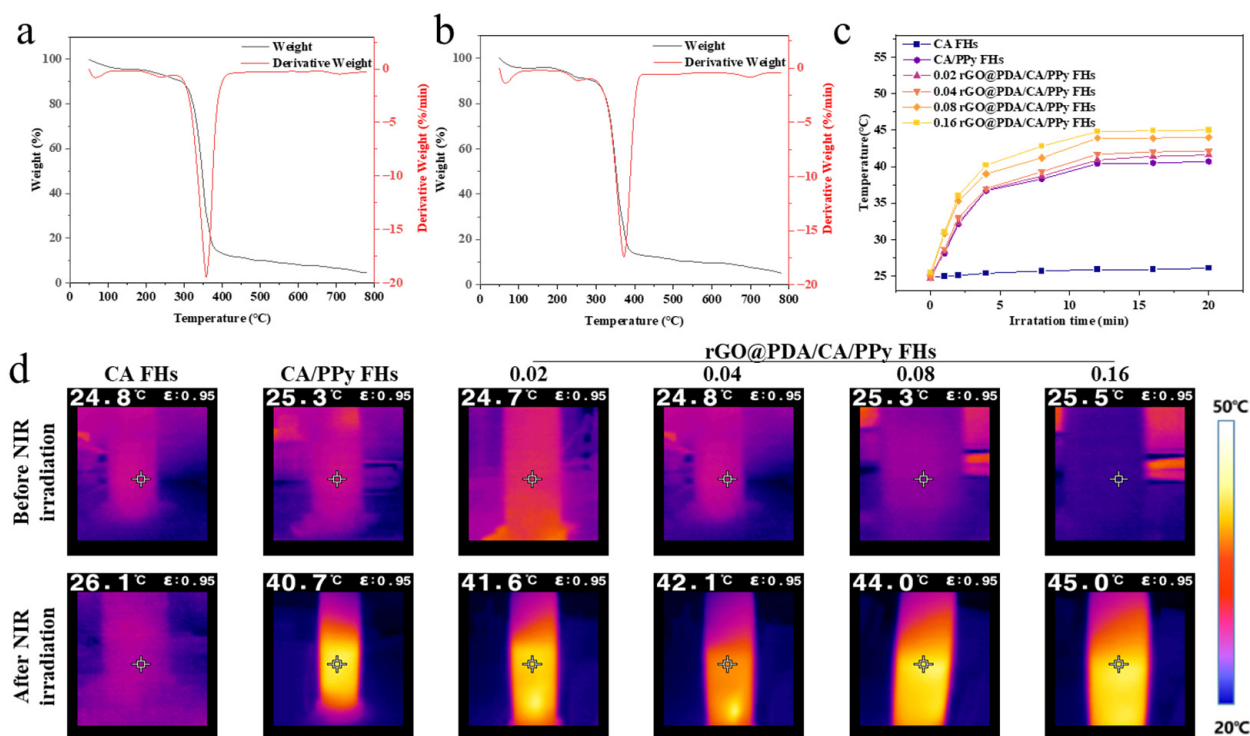 a
Weight
Derivative Weight
100
80
60
40
20
0
0
−5
−10
−15
−20
0 100 200 300 400 500 600 700 800
Weight (%)
Derivative Weight (%/min)
Temperature (℃)
b
Weight
Derivative Weight
100
80
60
40
20
0
0
−5
−10
−15
−20
0 100 200 300 400 500 600 700 800
Weight (%)
Derivative Weight (%/min)
Temperature (℃)
c
CA FHs
CA/PPy FHs
0.02 rGO@PDA/CA/PPy FHs
0.04 rGO@PDA/CA/PPy FHs
0.08 rGO@PDA/CA/PPy FHs
0.16 rGO@PDA/CA/PPy FHs
55
50
45
40
35
30
25
0 5 10 15 20
Temperature(℃)
Irratation time (min)
d
rGO@PDA/CA/PPy FHs
CA FHs CA/PPy FHs 0.02 0.04 0.08 0.16
Before NIR
irradiation
24.8℃ ε:0.95
25.3℃ ε:0.95
24.7℃ ε:0.95
24.8℃ ε:0.95
25.3℃ ε:0.95
25.5℃ ε:0.95
After NIR
irradiation
26.1℃ ε:0.95
40.7℃ ε:0.95
41.6℃ ε:0.95
42.1℃ ε:0.95
44.0℃ ε:0.95
45.0℃ ε:0.95
50℃
20℃